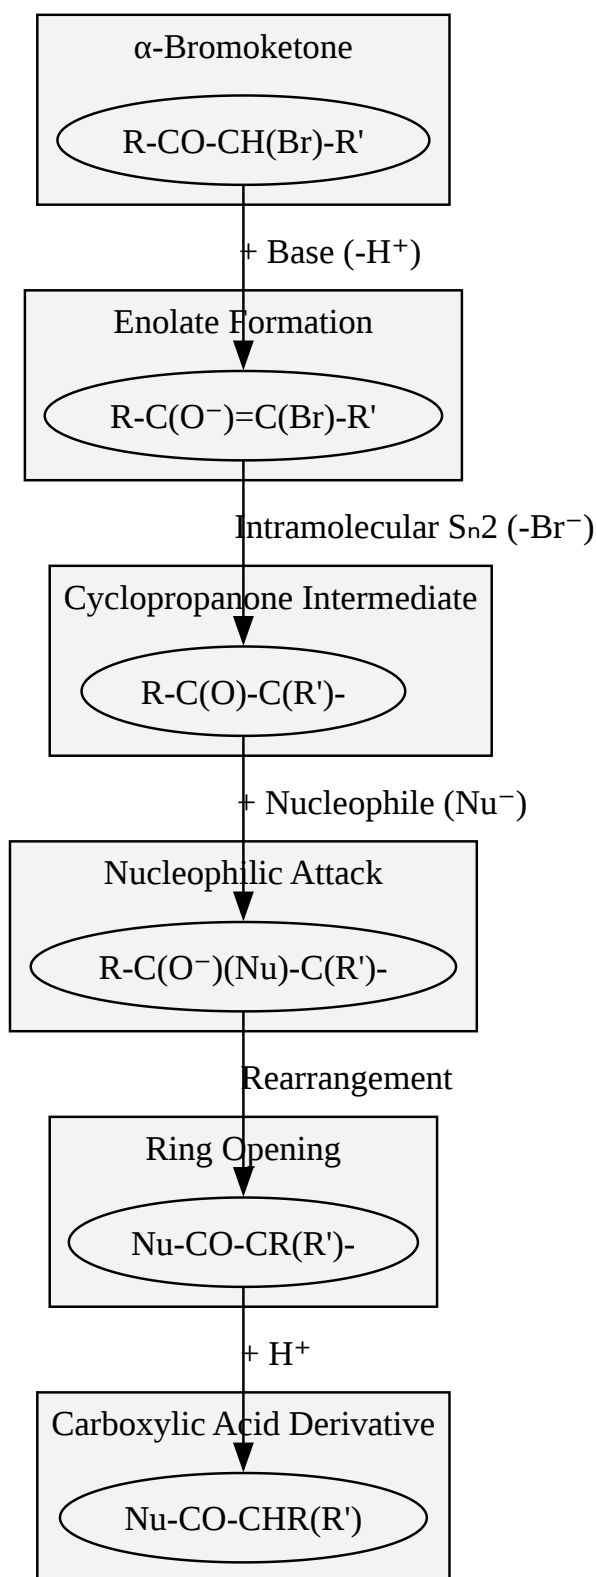 α-Bromoketone
R-CO-CH(Br)-R'
+ Base (-H⁺)
Enolate Formation
R-C(O⁻)=C(Br)-R'
Intramolecular Sₙ2 (-Br⁻)
Cyclopropanone Intermediate
R-C(O)-C(R')-
+ Nucleophile (Nu⁻)
Nucleophilic Attack
R-C(O⁻)(Nu)-C(R')-
Rearrangement
Ring Opening
Nu-CO-CR(R')-
+ H⁺
Carboxylic Acid Derivative
Nu-CO-CHR(R')